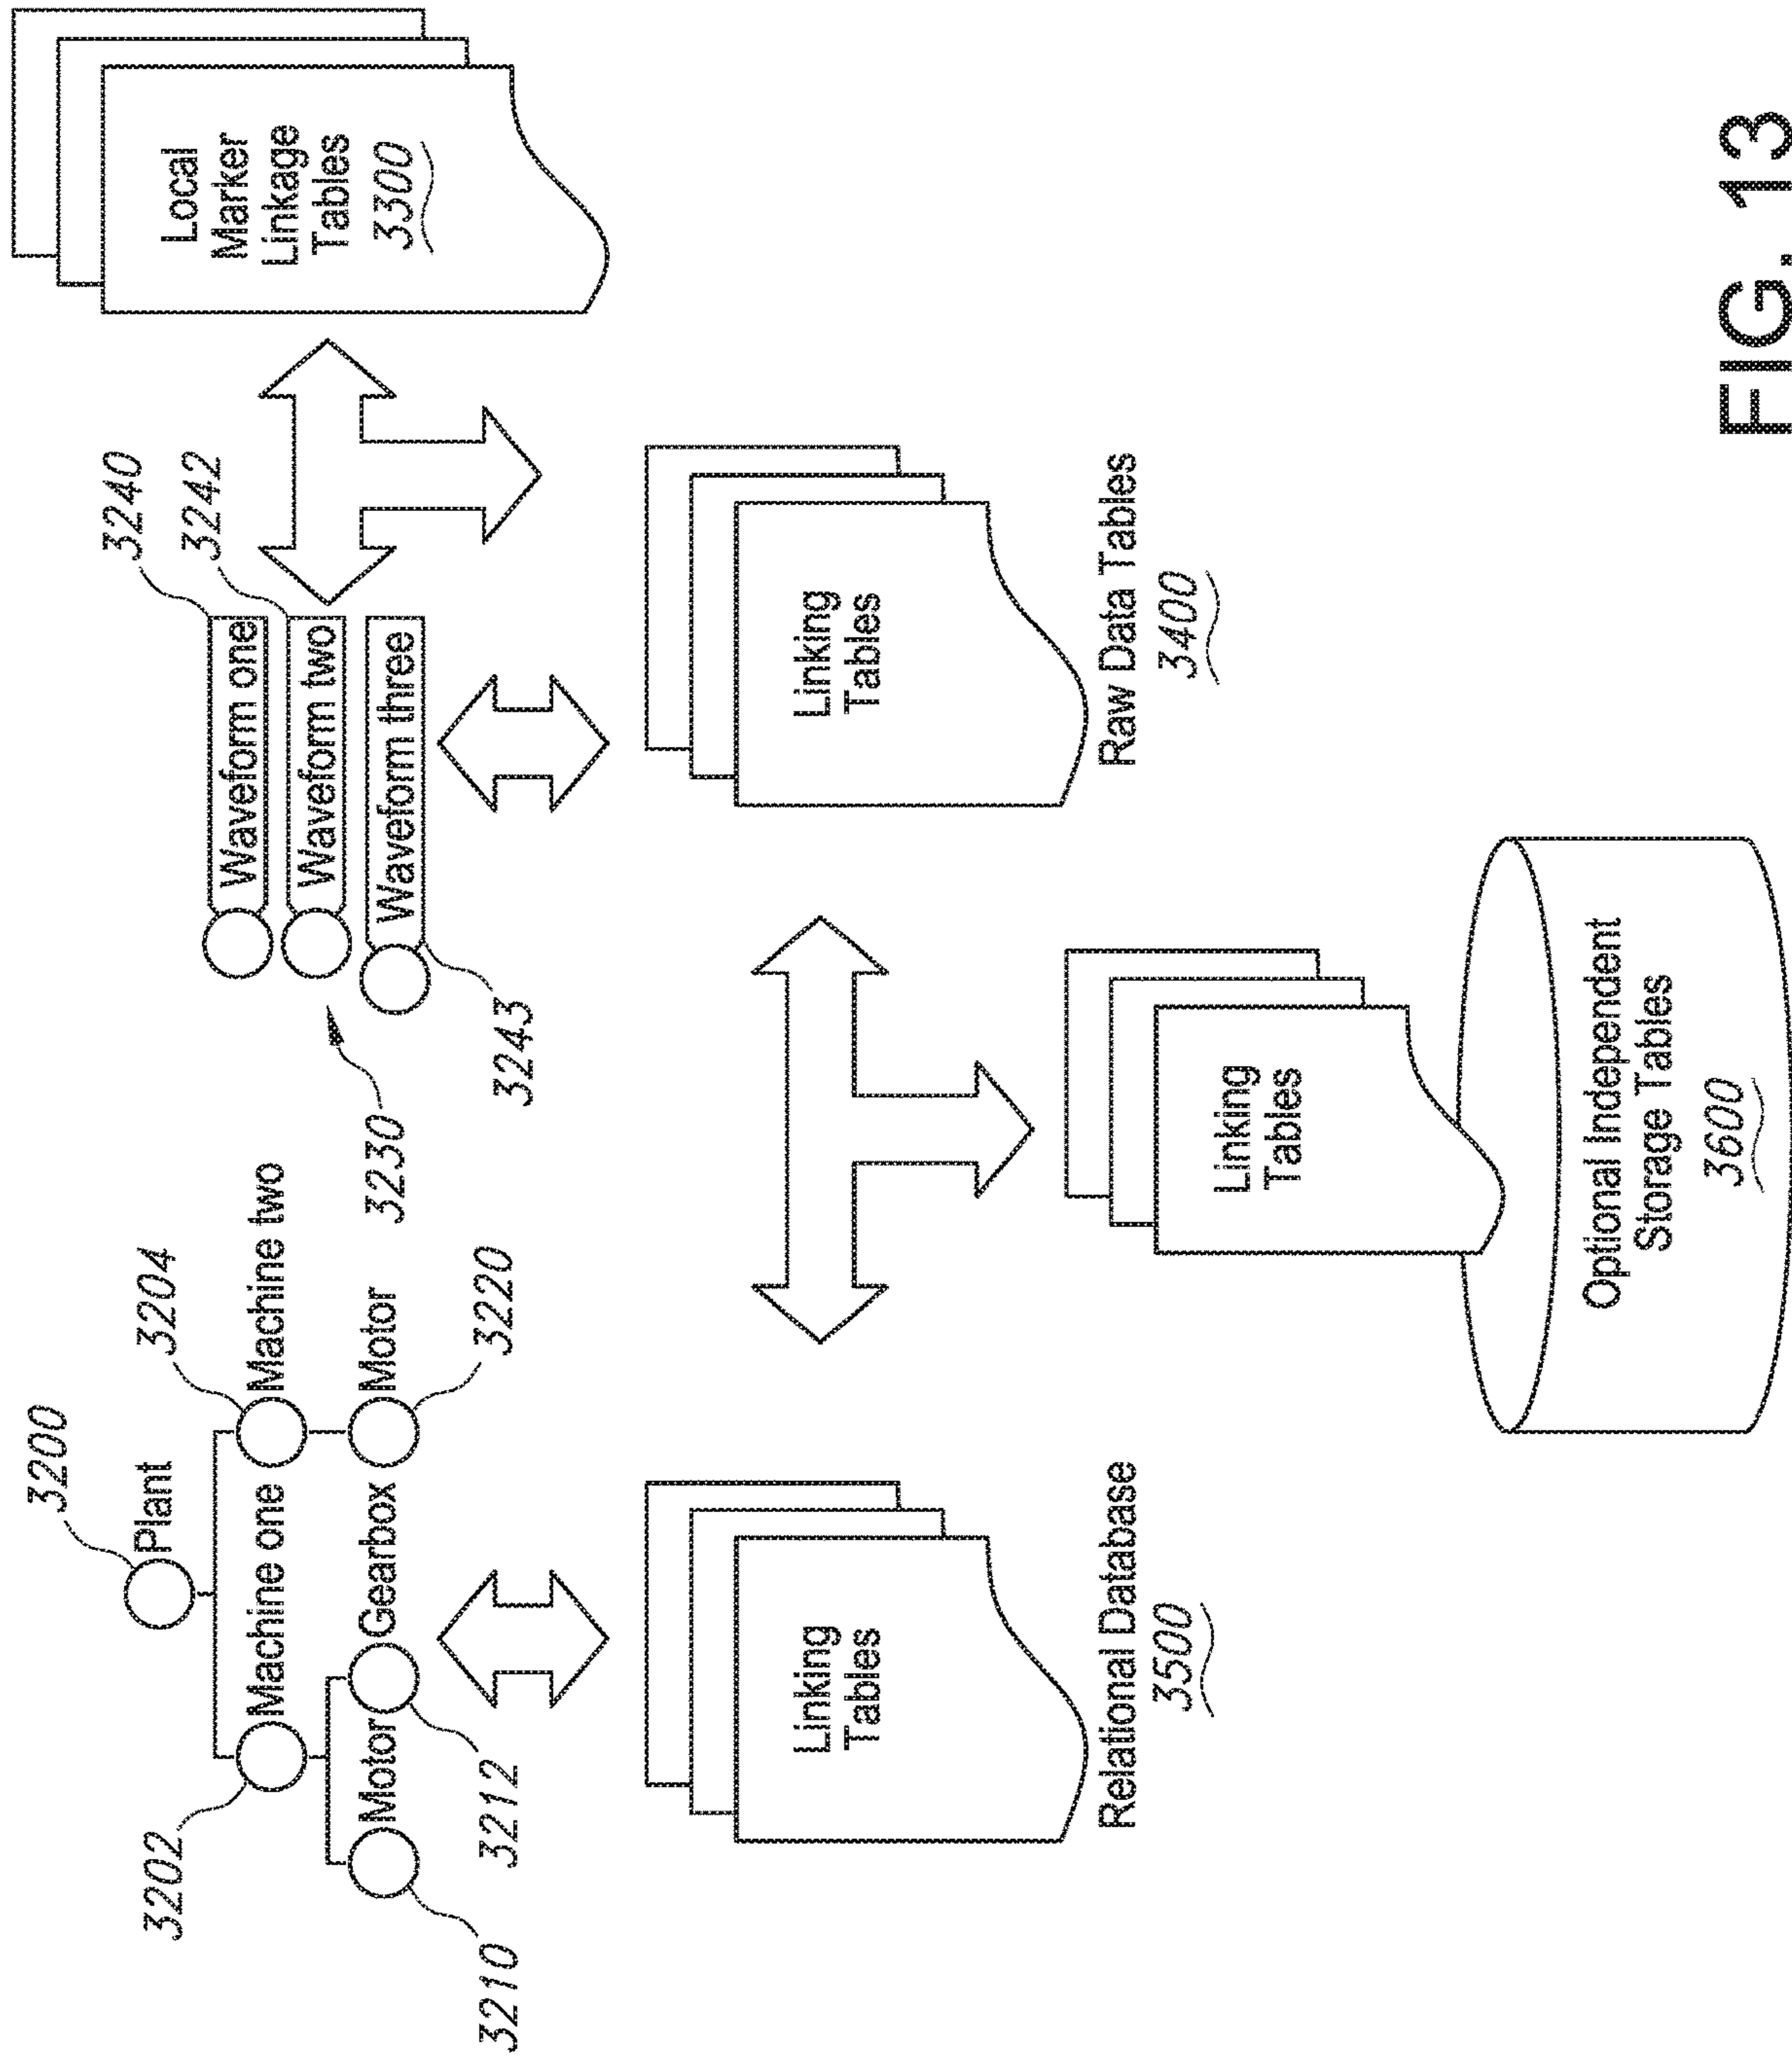 3200
Plant
3202
Machine one
3204
Machine two
Motor
Gearbox
Motor
3210
3212
3220
3230
3240
Waveform one
3242
Waveform two
Waveform three
3243
Local
Marker
Linkage
Tables
3300
Linking
Tables
Relational Database
3500
Linking
Tables
Raw Data Tables
3400
Linking
Tables
Optional Independent
Storage Tables
3600
FIG. 13